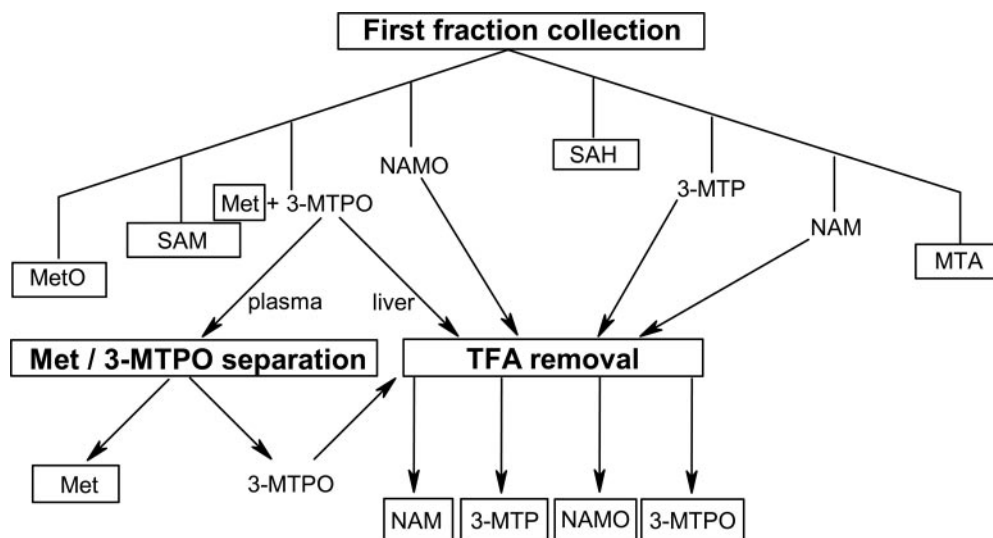 First fraction collection
NAMO
SAH
3-MTP
Met + 3-MTPO
NAM
SAM
MetO
MTA
plasma
liver
Met / 3-MTPO separation
TFA removal
Met
3-MTPO
NAM
3-MTP
NAMO
3-MTPO